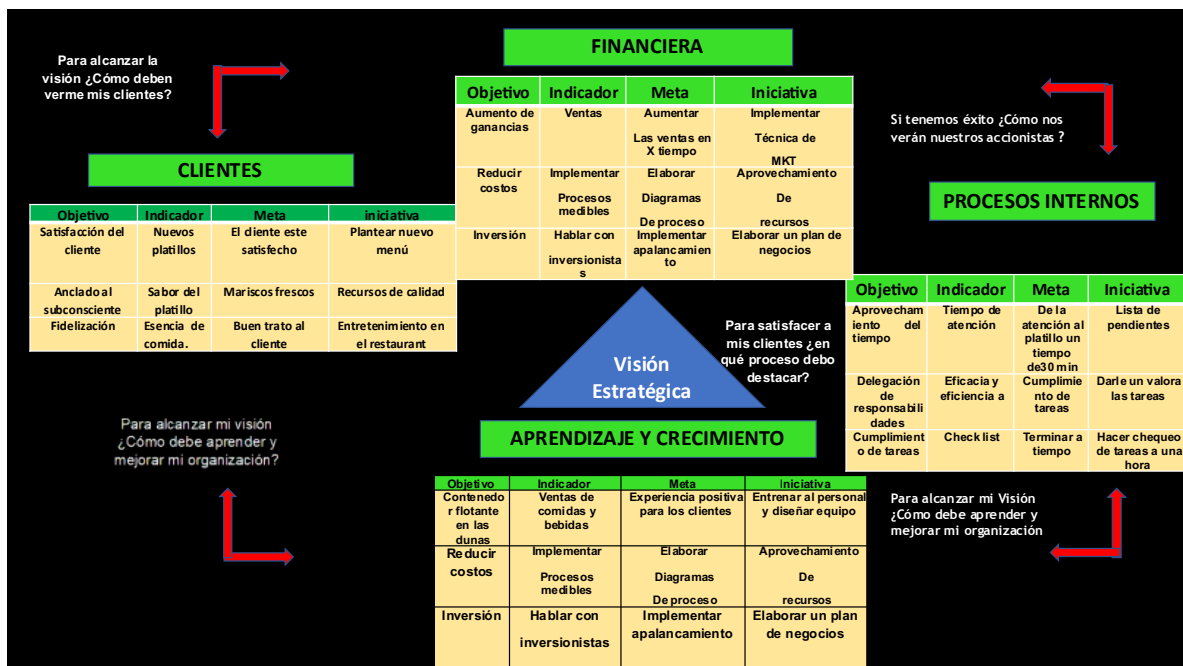 Para alcanzar la
visión ¿Cómo deben
verme mis clientes?
FINANCIERA
Objetivo Indicador Meta Iniciativa
Aumento de Ventas Aumentar Implementar
ganancias Las ventas en Técnica de
X tiempo MKT
Reducir Implementar Elaborar Aprovechamiento
costos Procesos Diagramas De
medibles De proceso recursos
Inversión Hablar con Implementar Elaborar un plan de
inversionista apalancamien negocios
s to
Si tenemos éxito ¿Cómo nos
verán nuestros accionistas ?
CLIENTES
Objetivo Indicador Meta iniciativa
Satisfacción del Nuevos El cliente este Plantear nuevo
cliente platillos satisfecho menú
Anclado al Sabor del Mariscos frescos Recursos de calidad
subconsciente platillo
Fidelización Esencia de Buen trato al Entretenimiento en
comida. cliente el restaurant
PROCESOS INTERNOS
Objetivo Indicador Meta Iniciativa
Aprovecham Tiempo de De la Lista de
iento del atención atención al pendientes
tiempo platillo un
tiempo
de30 min
Delegación Eficacia y Cumplimie Darle un valora
de eficiencia a nto de las tareas
responsabili tareas
dades
Cumplimient Check list Terminar a Hacer chequeo
o de tareas tiempo de tareas a una
hora
Para satisfacer a
mis clientes ¿en
qué proceso debo
destacar?
Visión
Estratégica
Para alcanzar mi visión
¿Cómo debe aprender y
mejorar mi organización?
APRENDIZAJE Y CRECIMIENTO
Objetivo Indicador Meta Iniciativa
Contenedo Ventas de Experiencia positiva Entrenar al personal
r flotante comidas y para los clientes y diseñar equipo
en las bebidas
dunas
Reducir Implementar Elaborar Aprovechamiento
costos Procesos Diagramas De
medibles De proceso recursos
Inversión Hablar con Implementar Elaborar un plan
inversionistas apalancamiento de negocios
Para alcanzar mi Visión
¿Cómo debe aprender y
mejorar mi organización